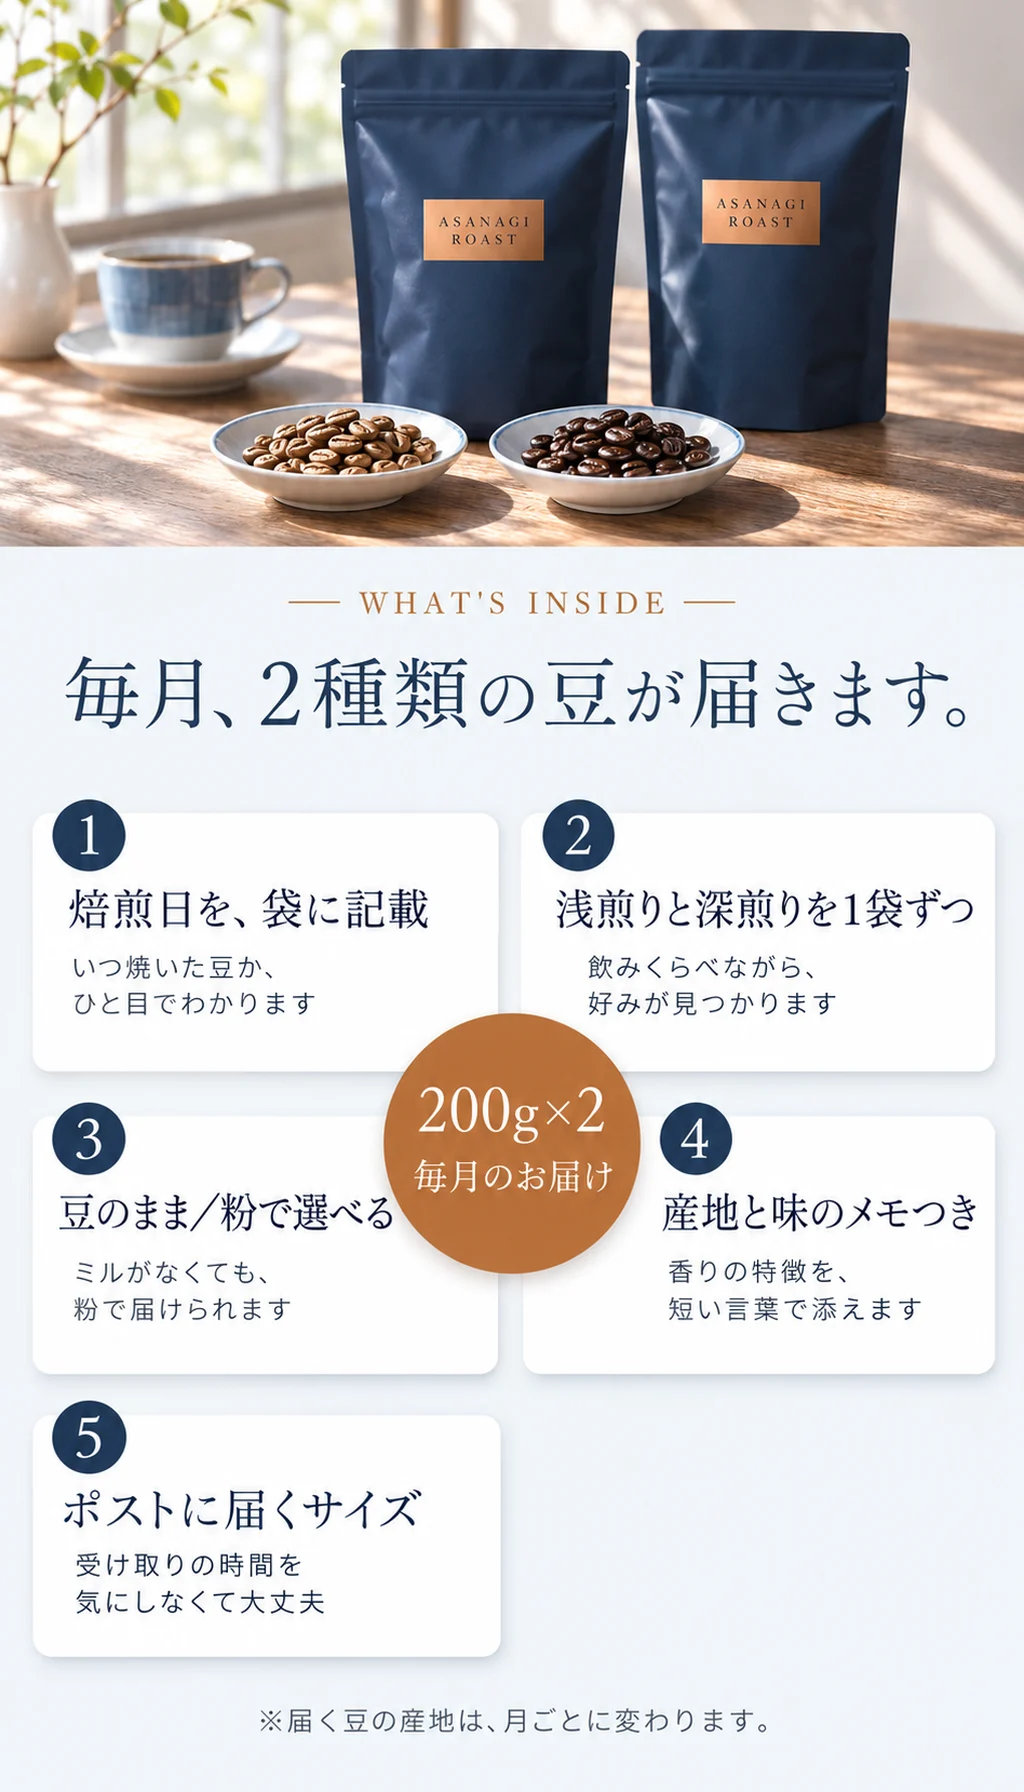 ASANAGI
ROAST
ASANAGI
ROAST
WHAT'S INSIDE
毎月、2種類の豆が届きます。
1
焙煎日を、袋に記載
いつ焼いた豆か、
ひと目でわかります
2
浅煎りと深煎りを1袋ずつ
飲みくらべながら、
好みが見つかります
200g×2
毎月のお届け
3
豆のまま/粉で選べる
ミルがなくても、
粉で届けられます
4
産地と味のメモつき
香りの特徴を、
短い言葉で添えます
5
ポストに届くサイズ
受け取りの時間を
気にしなくて大丈夫
※届く豆の産地は、月ごとに変わります。